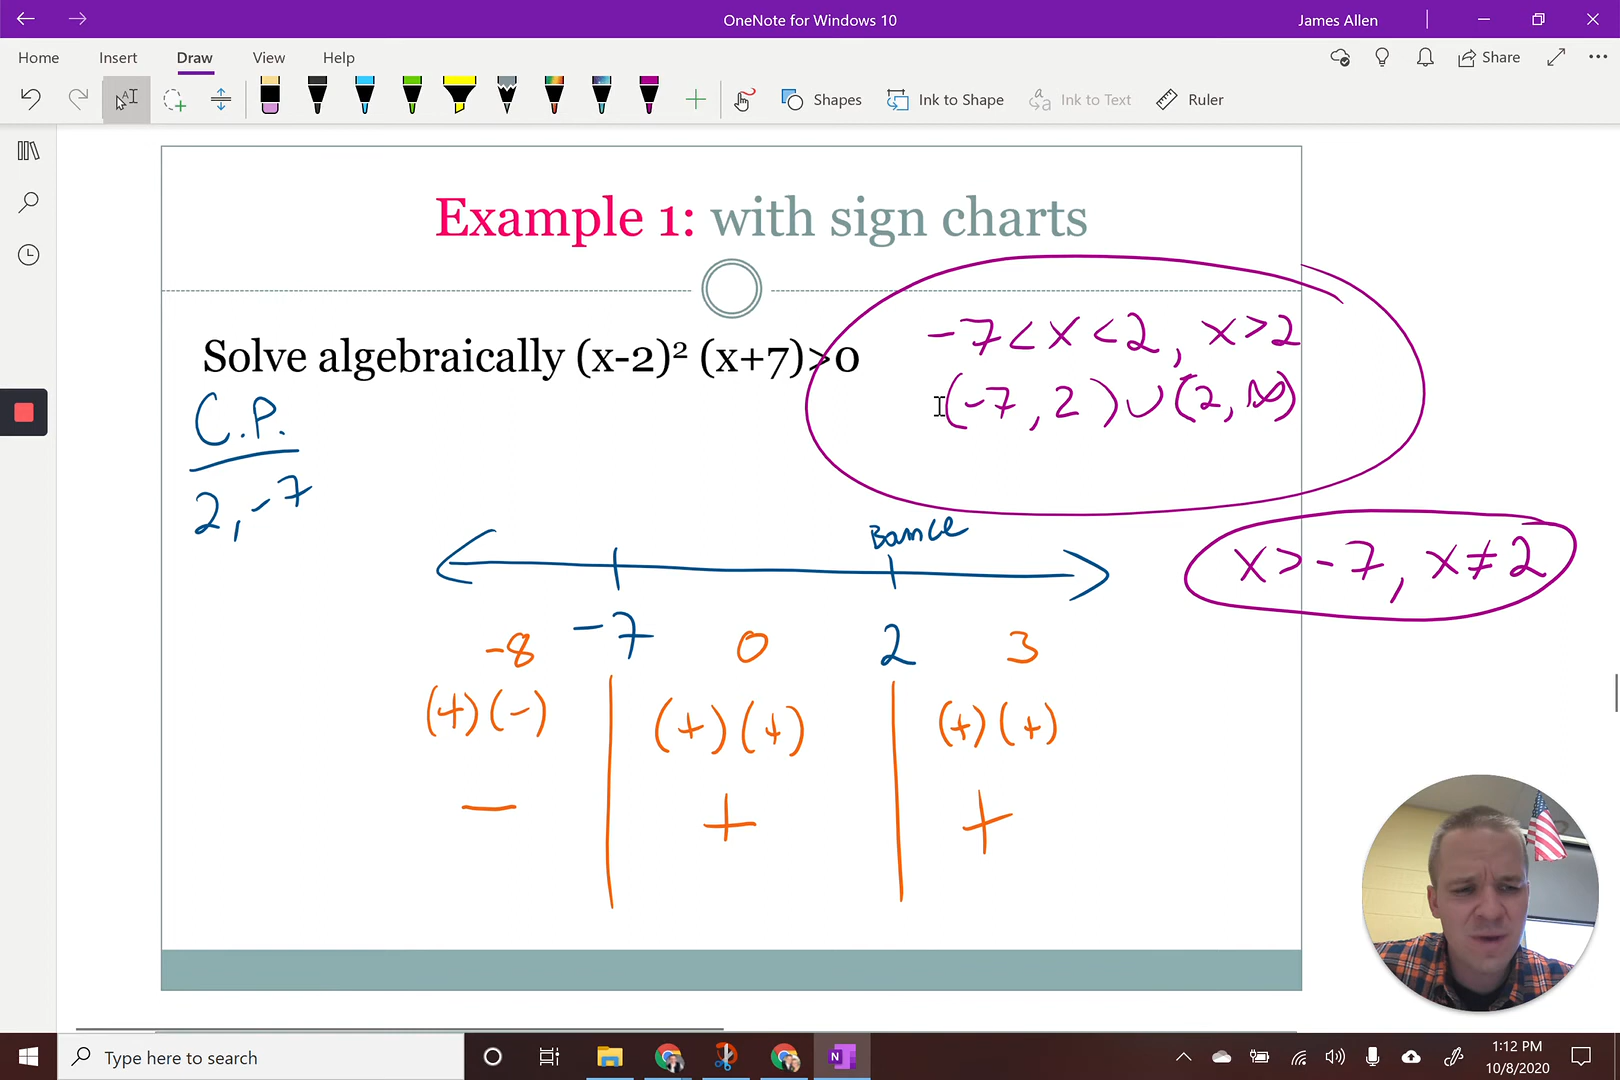 OneNote for Windows 10
James Allen
Home Insert Draw View Help
Share
Shapes Ink to Shape Ink to Text Ruler
Example 1: with sign charts
Solve algebraically (x-2)² (x+7)>0
-7<x<2, x>2
(-7,2)∪(2,∞)
C.P.
2,-7
Bounce
x>-7, x≠2
-7 2
-8 0 3
(+)(-) (+)(+) (+)(+)
- + +
Type here to search
1:12 PM
10/8/2020